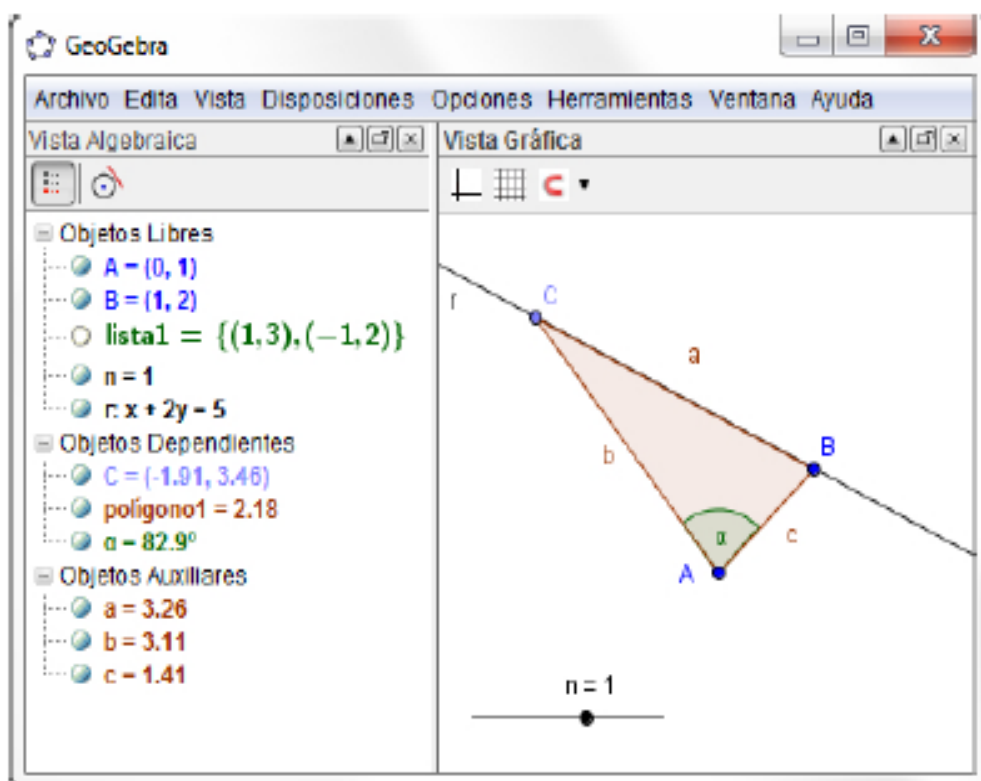 GeoGebra
Archivo Edita Vista Disposiciones Opciones Herramientas Ventana Ayuda
Vista Algebraica
Objetos Libres
A = (0, 1)
B = (1, 2)
lista1 = {(1,3),(−1,2)}
n = 1
r: x + 2y = 5
Objetos Dependientes
C = (-1.91, 3.46)
polígono1 = 2.18
α = 82.9º
Objetos Auxiliares
a = 3.26
b = 3.11
c = 1.41
Vista Gráfica
r
C
a
b
B
α
c
A
n = 1